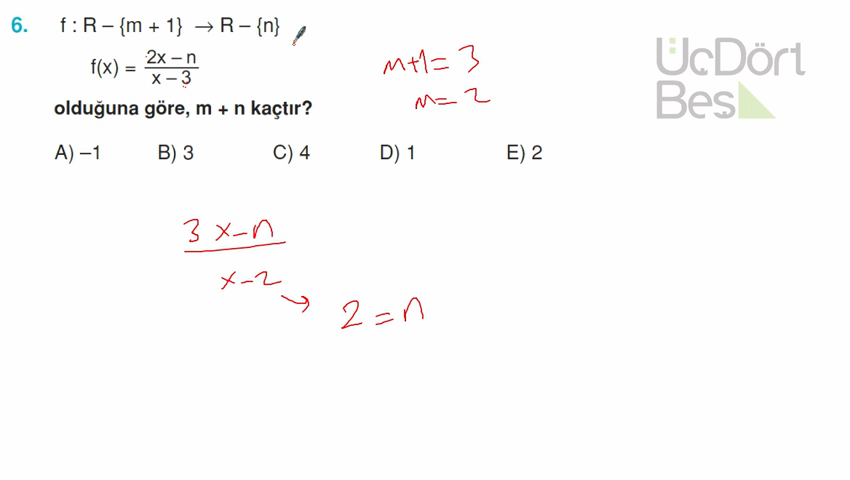 6. f : R – {m + 1} → R – {n}
f(x) = 2x – n / x – 3
olduğuna göre, m + n kaçtır?
A) –1 B) 3 C) 4 D) 1 E) 2
m+1 = 3
m = 2
ÜcDört
Beş
3x – n
x – 2
2 = n